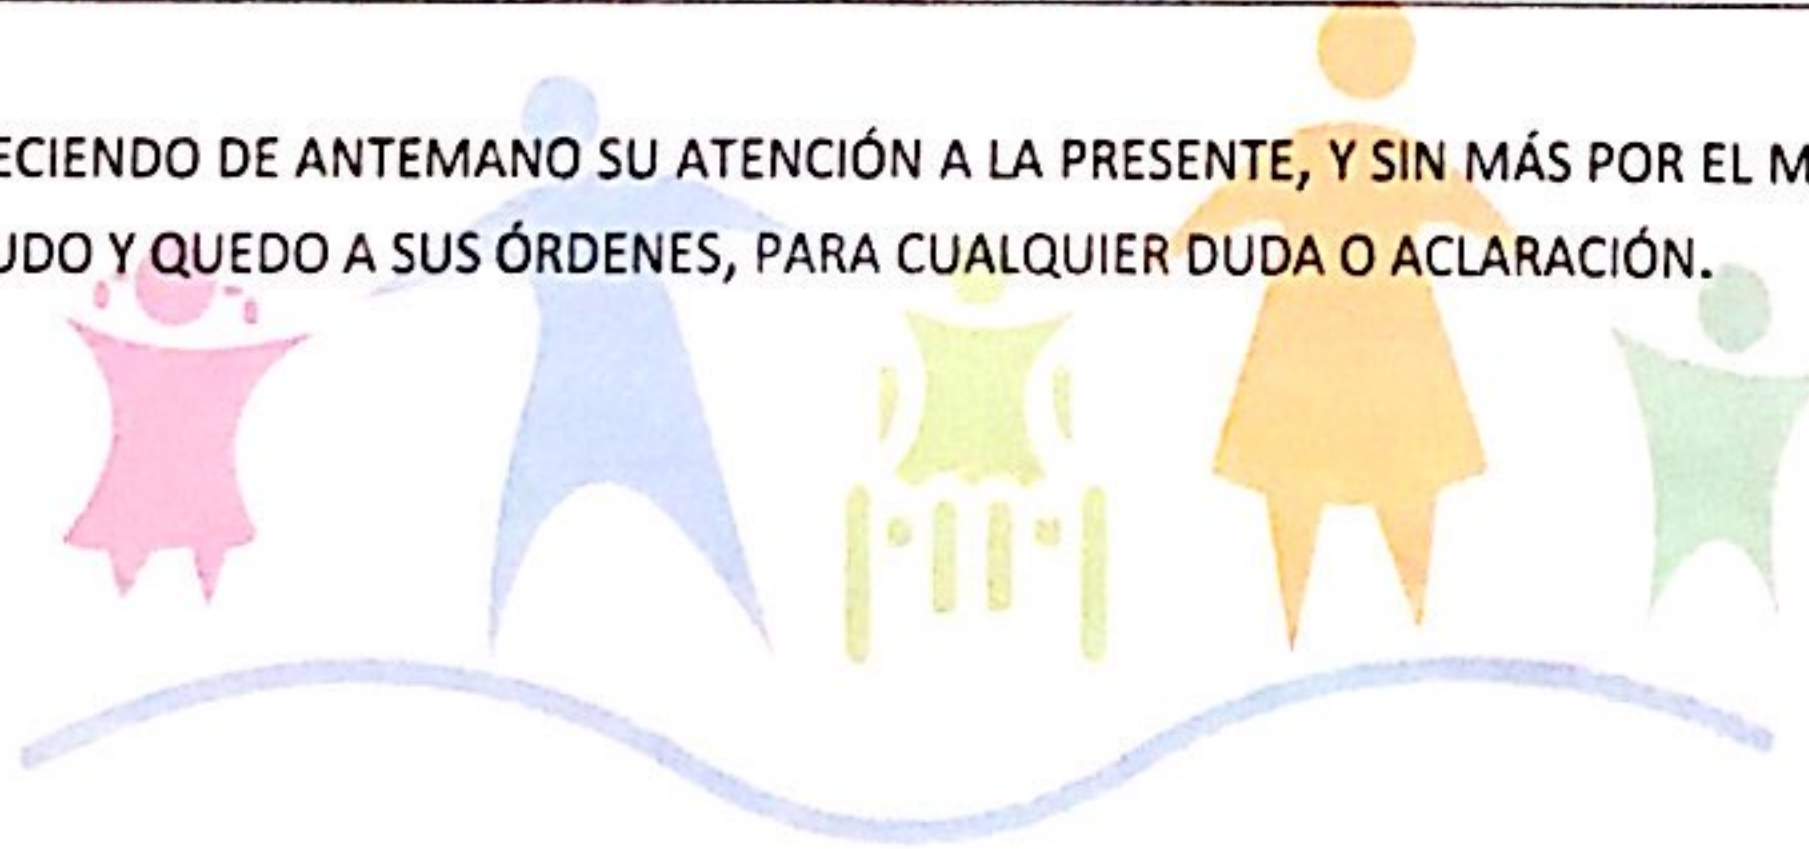 ECIENDO DE ANTEMANO SU ATENCIÓN A LA PRESENTE, Y SIN MÁS POR EL M
UDO Y QUEDO A SUS ÓRDENES, PARA CUALQUIER DUDA O ACLARACIÓN.